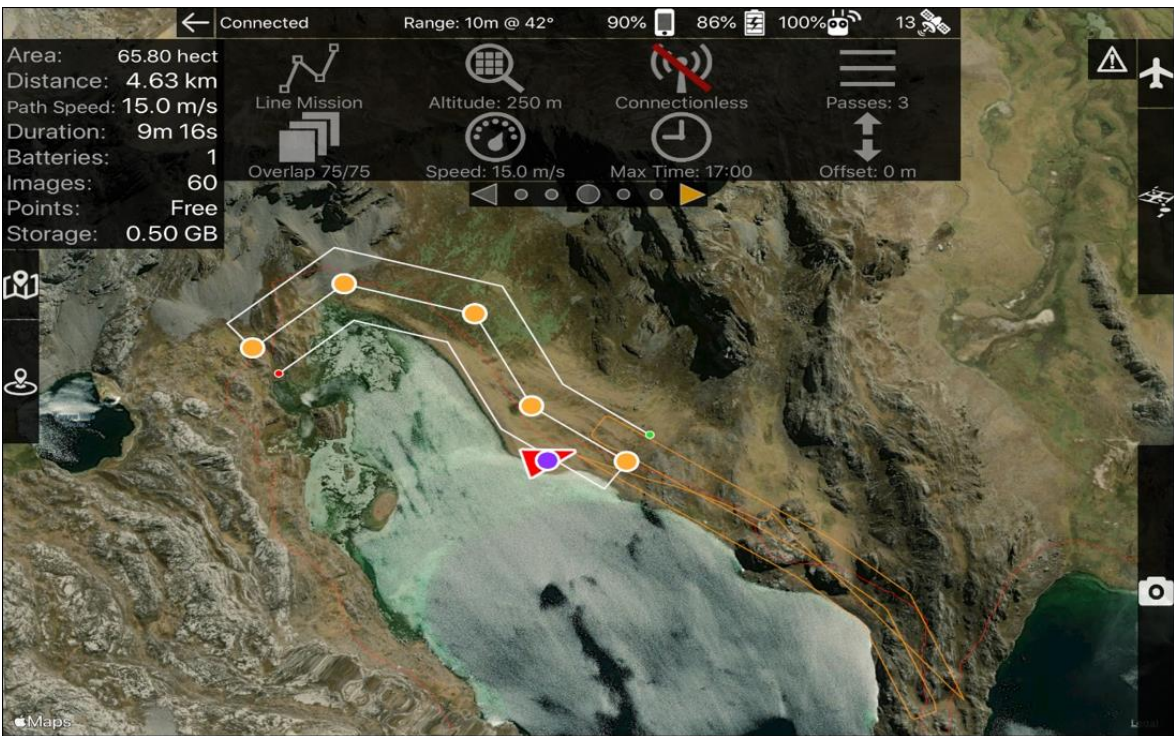 Connected Range: 10m @ 42° 90% 86% 100% 13
Area: 65.80 hect
Distance: 4.63 km
Path Speed: 15.0 m/s
Duration: 9m 16s
Batteries: 1
Images: 60
Points: Free
Storage: 0.50 GB
Line Mission Altitude: 250 m Connectionless Passes: 3
Overlap 75/75 Speed: 15.0 m/s Max Time: 17:00 Offset: 0 m
Maps
Legal